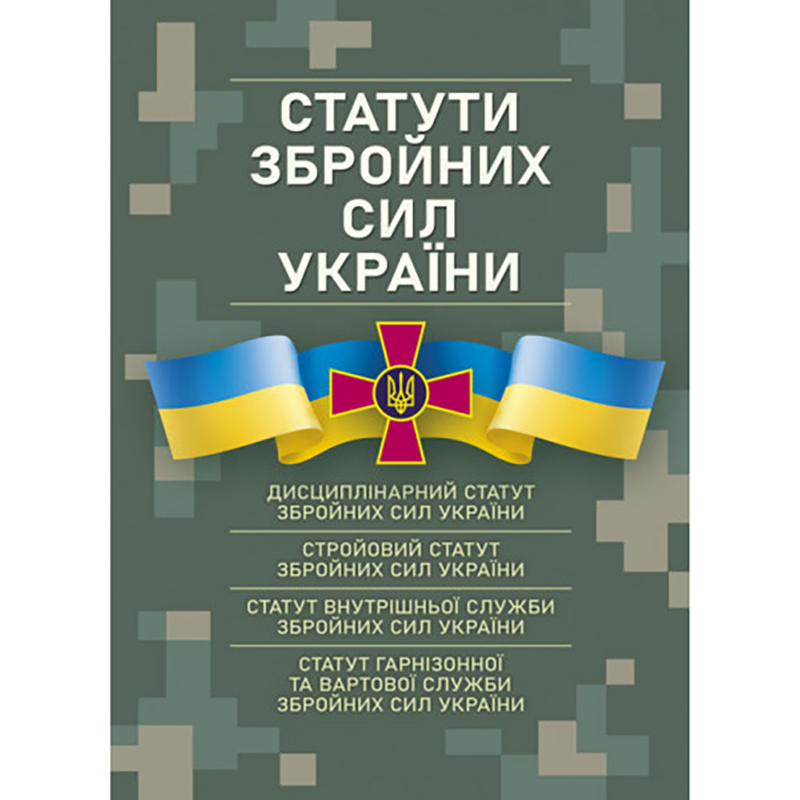 СТАТУТИ
ЗБРОЙНИХ
СИЛ
УКРАЇНИ
ДИСЦИПЛІНАРНИЙ СТАТУТ
ЗБРОЙНИХ СИЛ УКРАЇНИ
СТРОЙОВИЙ СТАТУТ
ЗБРОЙНИХ СИЛ УКРАЇНИ
СТАТУТ ВНУТРІШНЬОЇ СЛУЖБИ
ЗБРОЙНИХ СИЛ УКРАЇНИ
СТАТУТ ГАРНІЗОННОЇ
ТА ВАРТОВОЇ СЛУЖБИ
ЗБРОЙНИХ СИЛ УКРАЇНИ